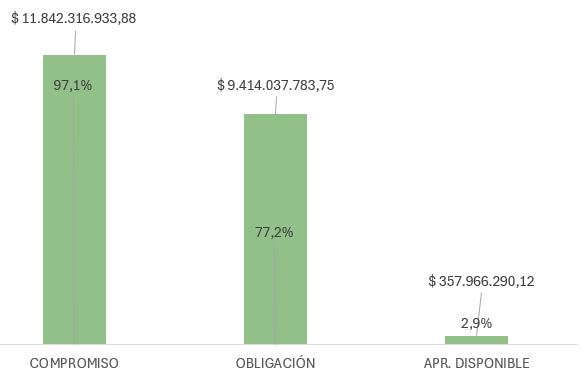 $ 11.842.316.933,88
97,1%
$ 9.414.037.783,75
77,2%
$ 357.966.290,12
2,9%
COMPROMISO
OBLIGACIÓN
APR. DISPONIBLE